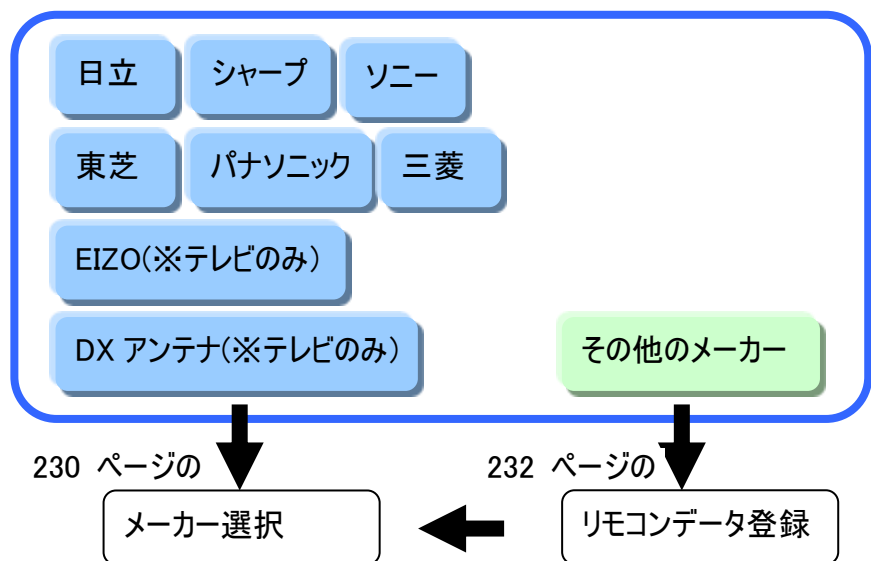 日立 シャープ ソニー
東芝 パナソニック 三菱
EIZO(※テレビのみ)
DX アンテナ(※テレビのみ) その他のメーカー
230 ページの 232 ページの
メーカー選択 リモコンデータ登録